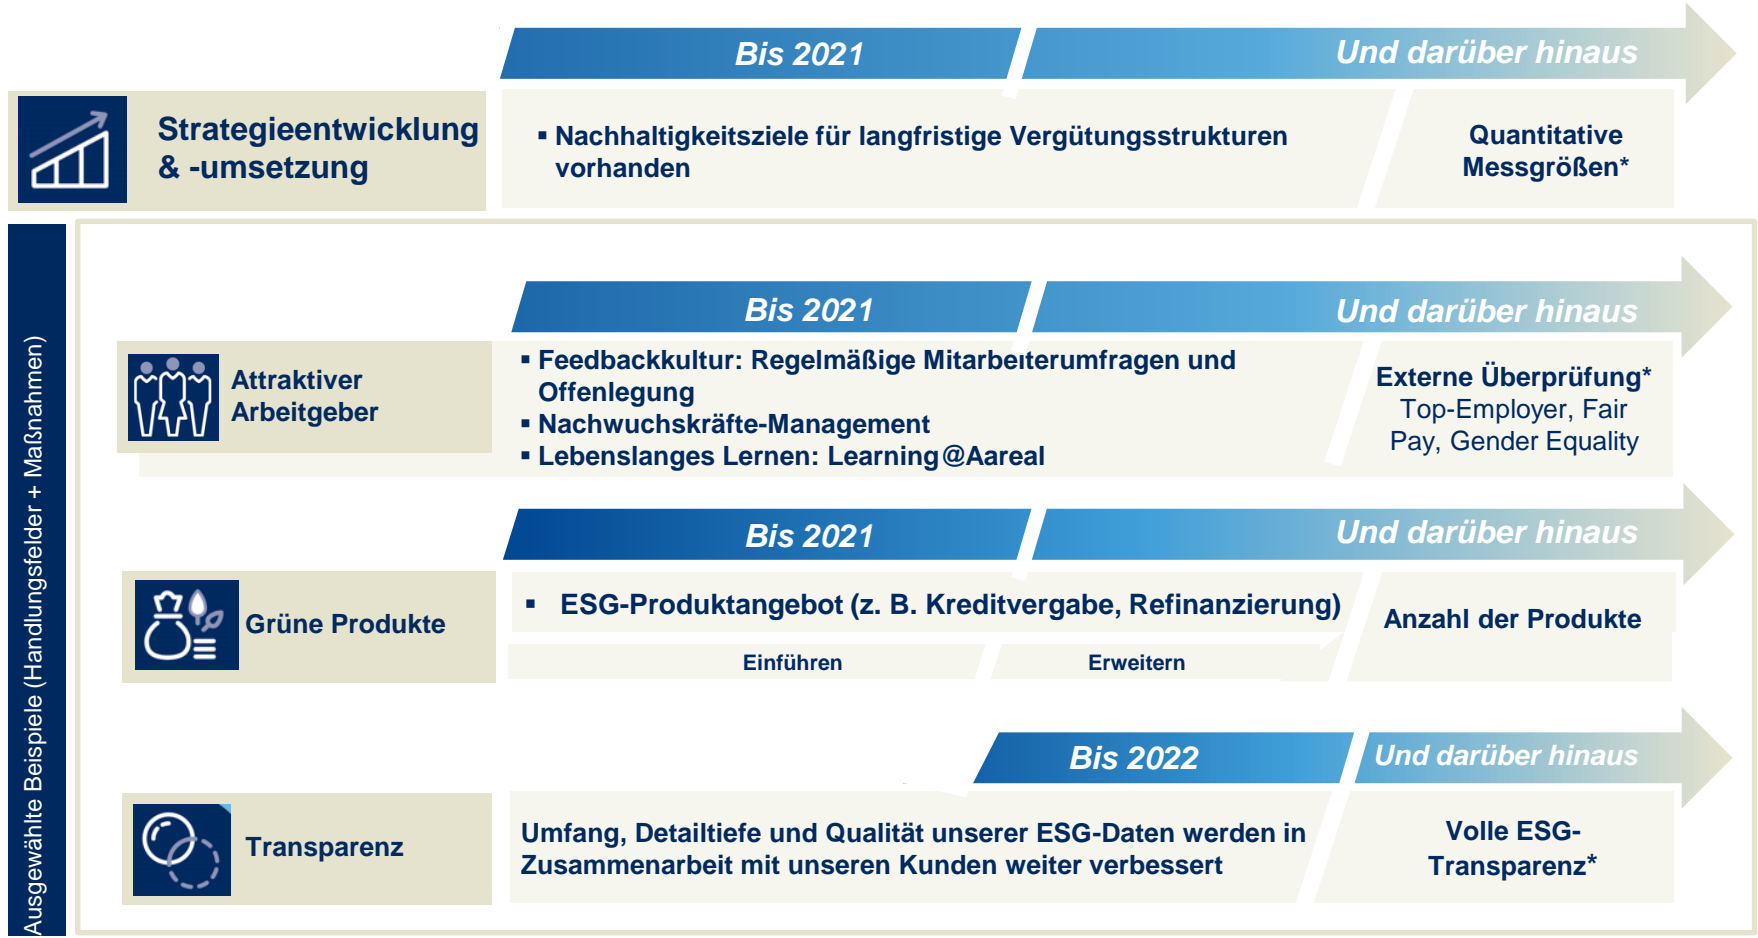 Bis 2021
Und darüber hinaus
Strategieentwicklung
& -umsetzung
▪ Nachhaltigkeitsziele für langfristige Vergütungsstrukturen
vorhanden
Quantitative
Messgrößen*
Ausgewählte Beispiele (Handlungsfelder + Maßnahmen)
Bis 2021
Und darüber hinaus
Attraktiver
Arbeitgeber
▪ Feedbackkultur: Regelmäßige Mitarbeiterumfragen und
Offenlegung
▪ Nachwuchskräfte-Management
▪ Lebenslanges Lernen: Learning@Aareal
Externe Überprüfung*
Top-Employer, Fair
Pay, Gender Equality
Bis 2021
Und darüber hinaus
Grüne Produkte
▪ ESG-Produktangebot (z. B. Kreditvergabe, Refinanzierung)
Einführen
Erweitern
Anzahl der Produkte
Bis 2022
Und darüber hinaus
Transparenz
Umfang, Detailtiefe und Qualität unserer ESG-Daten werden in
Zusammenarbeit mit unseren Kunden weiter verbessert
Volle ESG-
Transparenz*